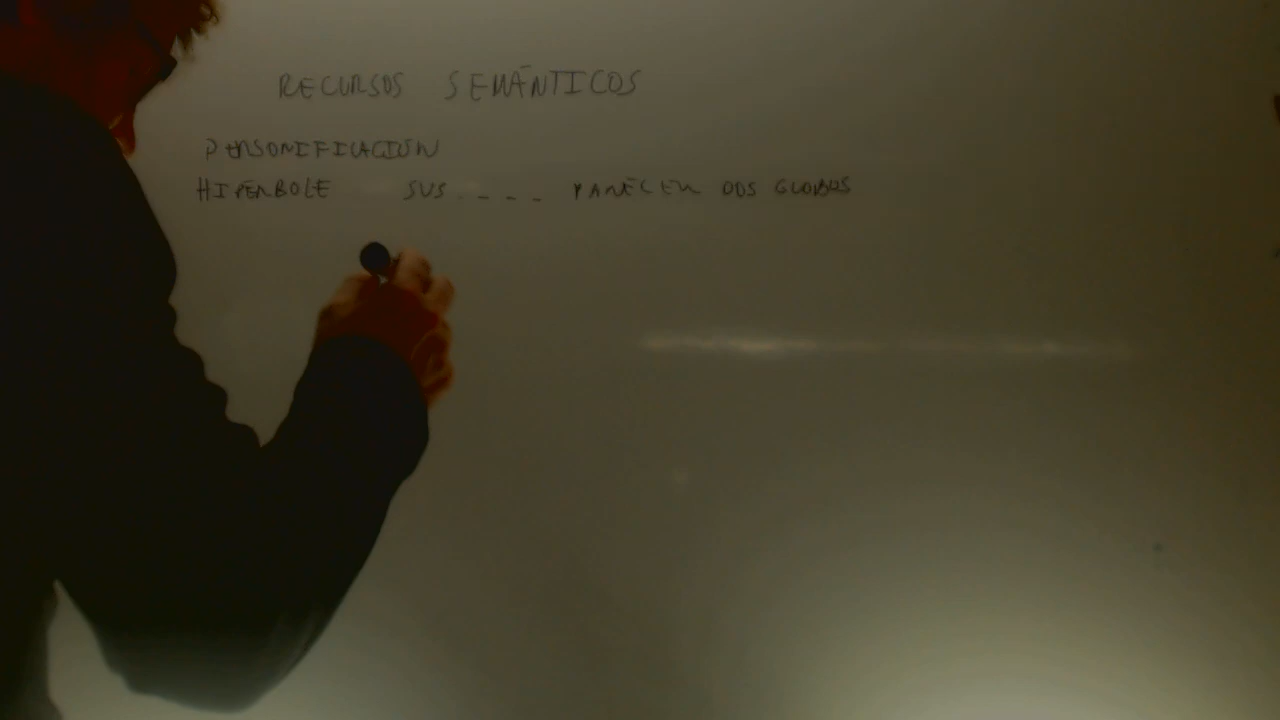 RECURSOS SEMÁNTICOS
PERSONIFICACIÓN
HIPÉRBOLE SUS .... PARECEN DOS GLOBOS